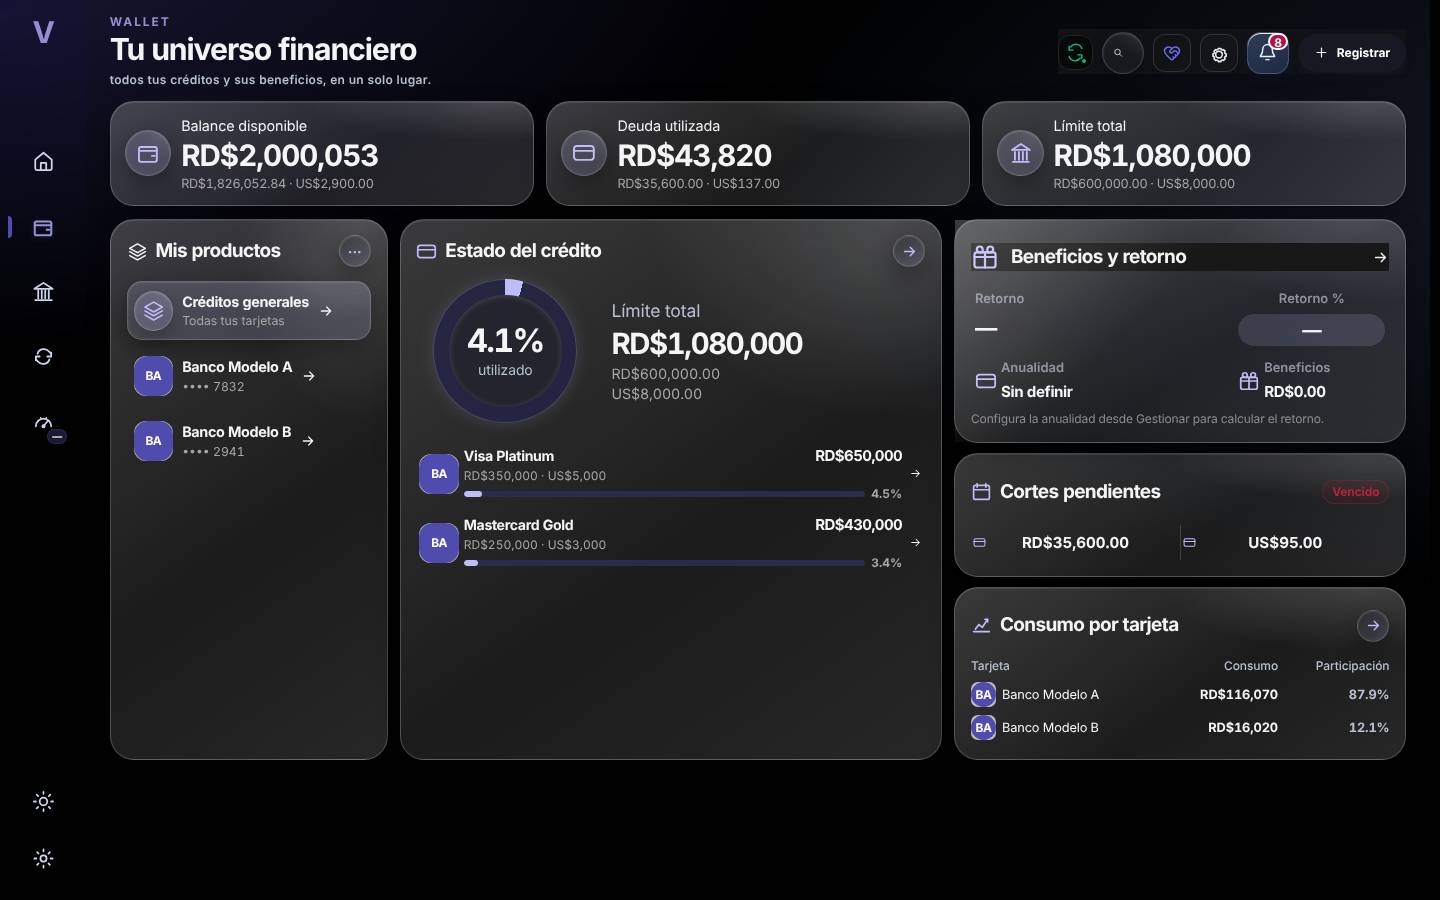 V
WALLET
Tu universo financiero
todos tus créditos y sus beneficios, en un solo lugar.
8
Registrar
Balance disponible
RD$2,000,053
RD$1,826,052.84 · US$2,900.00
Deuda utilizada
RD$43,820
RD$35,600.00 · US$137.00
Límite total
RD$1,080,000
RD$600,000.00 · US$8,000.00
Mis productos
Créditos generales
Todas tus tarjetas
BA
Banco Modelo A
•••• 7832
BA
Banco Modelo B
•••• 2941
Estado del crédito
4.1%
utilizado
Límite total
RD$1,080,000
RD$600,000.00
US$8,000.00
BA
Visa Platinum
RD$650,000
RD$350,000 · US$5,000
4.5%
BA
Mastercard Gold
RD$430,000
RD$250,000 · US$3,000
3.4%
Beneficios y retorno
Retorno
Retorno %
— —
Anualidad
Sin definir
Beneficios
RD$0.00
Configura la anualidad desde Gestionar para calcular el retorno.
Cortes pendientes
Vencido
RD$35,600.00
US$95.00
Consumo por tarjeta
Tarjeta Consumo Participación
BA Banco Modelo A RD$116,070 87.9%
BA Banco Modelo B RD$16,020 12.1%